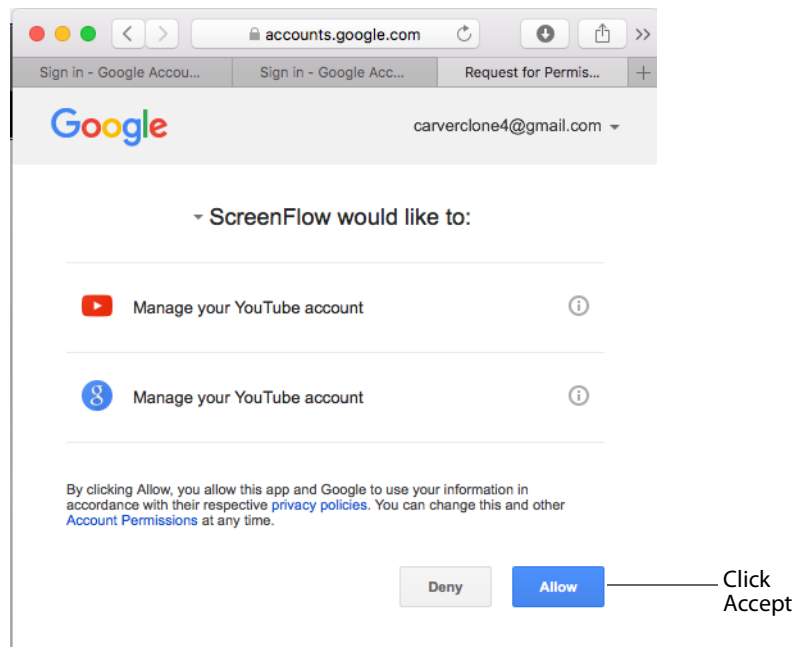 accounts.google.com
Sign in - Google Accou...
Sign in - Google Acc...
Request for Permis...
Google
carverclone4@gmail.com
ScreenFlow would like to:
Manage your YouTube account
8 Manage your YouTube account
By clicking Allow, you allow this app and Google to use your information in
accordance with their respective privacy policies. You can change this and other
Account Permissions at any time.
Deny
Allow
Click
Accept